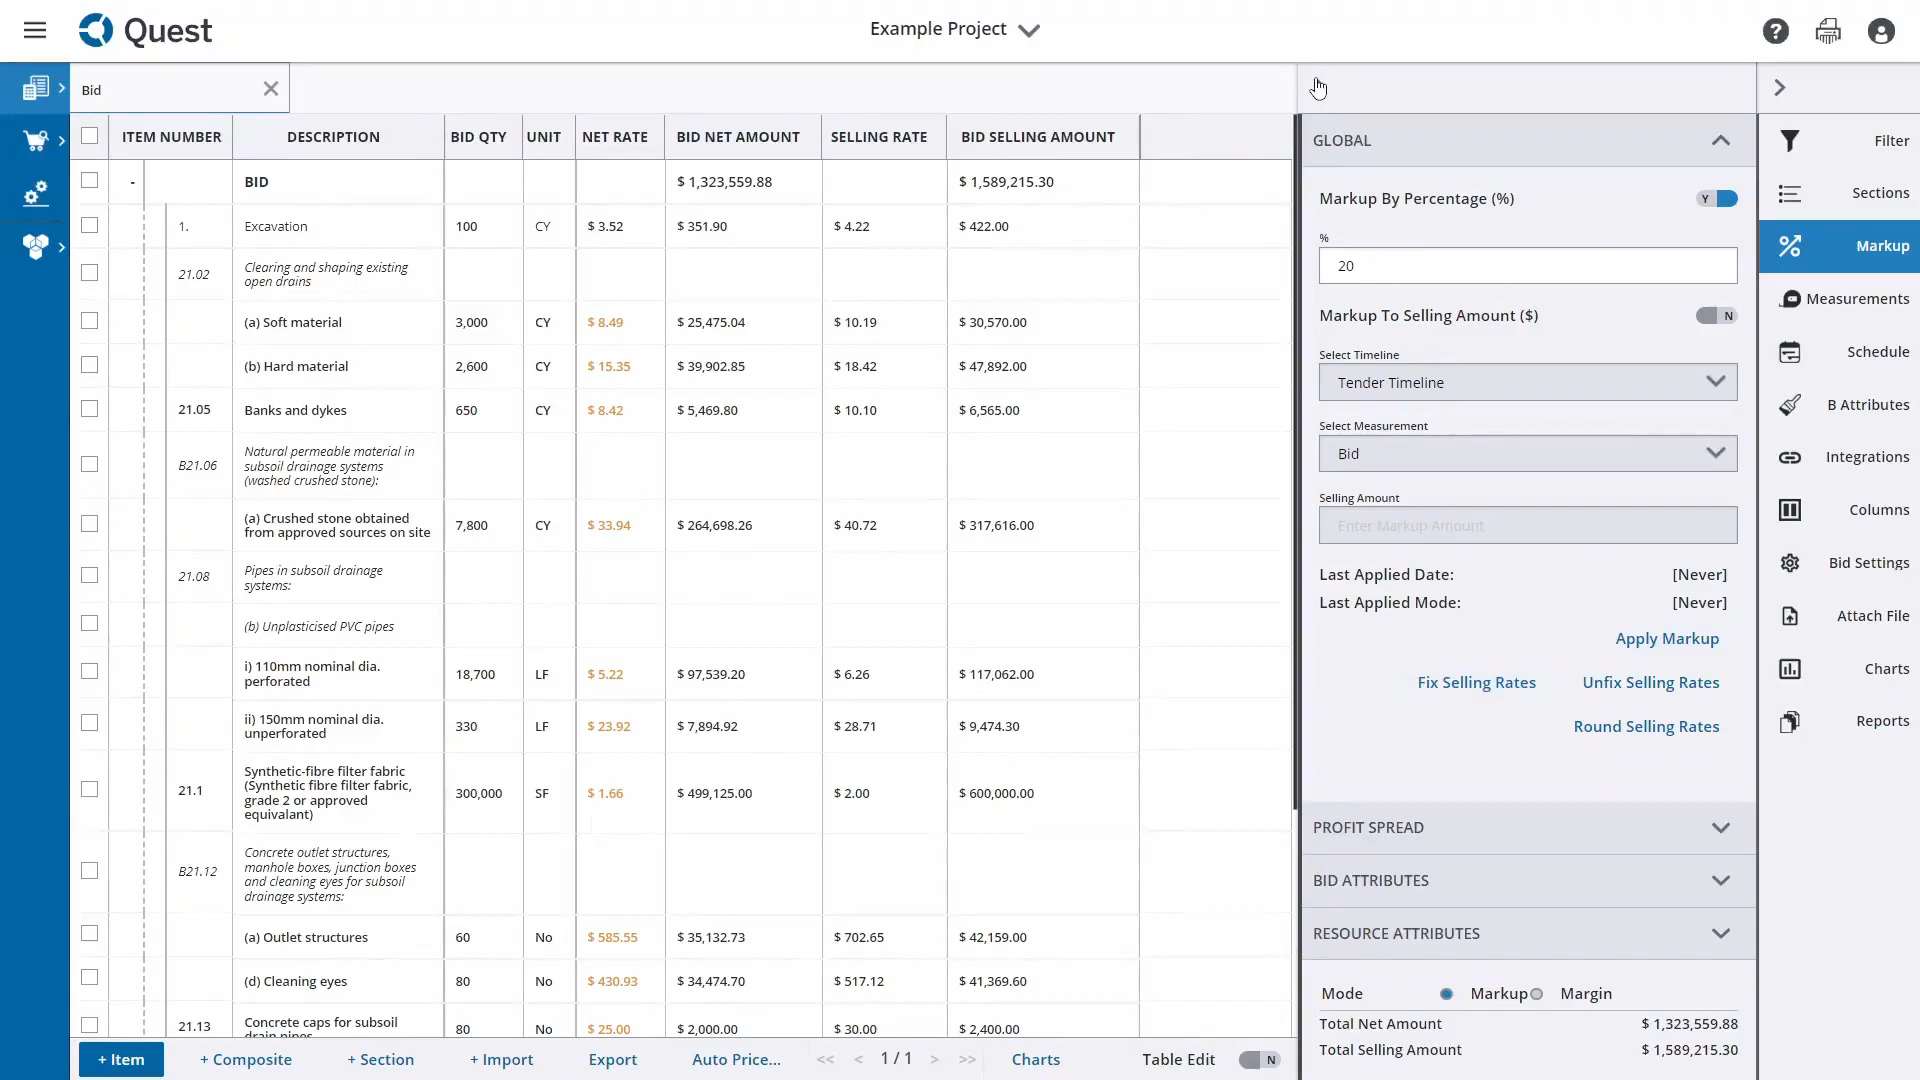 Quest
Example Project
?
Bid
ITEM NUMBER DESCRIPTION BID QTY UNIT NET RATE BID NET AMOUNT SELLING RATE BID SELLING AMOUNT
- BID $ 1,323,559.88 $ 1,589,215.30
1. Excavation 100 CY $ 3.52 $ 351.90 $ 4.22 $ 422.00
21.02 Clearing and shaping existing
open drains
(a) Soft material 3,000 CY $ 8.49 $ 25,475.04 $ 10.19 $ 30,570.00
(b) Hard material 2,600 CY $ 15.35 $ 39,902.85 $ 18.42 $ 47,892.00
21.05 Banks and dykes 650 CY $ 8.42 $ 5,469.80 $ 10.10 $ 6,565.00
B21.06 Natural permeable material in
subsoil drainage systems
(washed crushed stone):
(a) Crushed stone obtained
from approved sources on site 7,800 CY $ 33.94 $ 264,698.26 $ 40.72 $ 317,616.00
21.08 Pipes in subsoil drainage
systems:
(b) Unplasticised PVC pipes
i) 110mm nominal dia.
perforated 18,700 LF $ 5.22 $ 97,539.20 $ 6.26 $ 117,062.00
ii) 150mm nominal dia.
unperforated 330 LF $ 23.92 $ 7,894.92 $ 28.71 $ 9,474.30
21.1 Synthetic-fibre filter fabric
(Synthetic fibre filter fabric,
grade 2 or approved
equivalant) 300,000 SF $ 1.66 $ 499,125.00 $ 2.00 $ 600,000.00
B21.12 Concrete outlet structures,
manhole boxes, junction boxes
and cleaning eyes for subsoil
drainage systems:
(a) Outlet structures 60 No $ 585.55 $ 35,132.73 $ 702.65 $ 42,159.00
(d) Cleaning eyes 80 No $ 430.93 $ 34,474.70 $ 517.12 $ 41,369.60
21.13 Concrete caps for subsoil
drain pipes 80 No $ 25.00 $ 2,000.00 $ 30.00 $ 2,400.00
+ Item + Composite + Section + Import Export Auto Price... << < 1 / 1 > >> Charts Table Edit N
GLOBAL
Markup By Percentage (%) Y
%
20
Markup To Selling Amount ($) N
Select Timeline
Tender Timeline
Select Measurement
Bid
Selling Amount
Enter Markup Amount
Last Applied Date: [Never]
Last Applied Mode: [Never]
Apply Markup
Fix Selling Rates Unfix Selling Rates
Round Selling Rates
PROFIT SPREAD
BID ATTRIBUTES
RESOURCE ATTRIBUTES
Mode Markup Margin
Total Net Amount $ 1,323,559.88
Total Selling Amount $ 1,589,215.30
Filter
Sections
Markup
Measurements
Schedule
B Attributes
Integrations
Columns
Bid Settings
Attach File
Charts
Reports